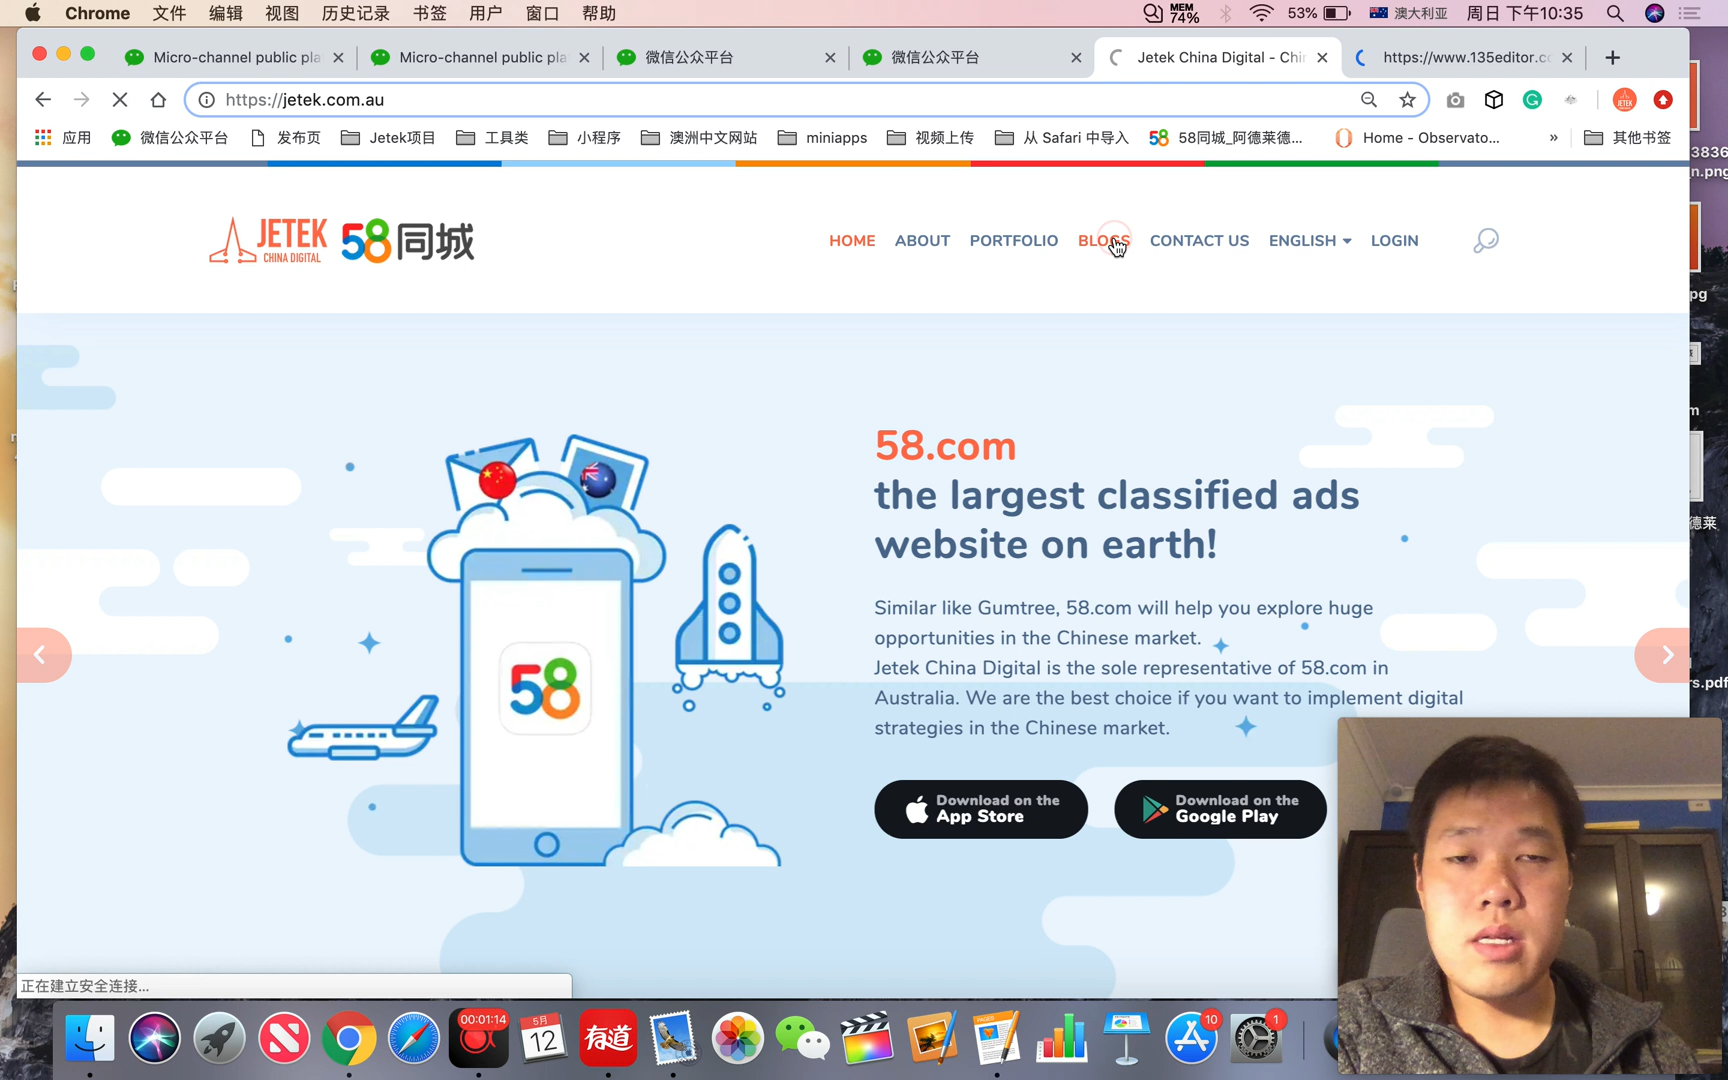 Chrome 文件 编辑 视图 历史记录 书签 用户 窗口 帮助 MEM 74% 53% 澳大利亚 周日 下午10:35
Micro-channel public pla Micro-channel public pla 微信公众平台 微信公众平台 Jetek China Digital - Chin https://www.135editor.co
https://jetek.com.au
应用 微信公众平台 发布页 Jetek项目 工具类 小程序 澳洲中文网站 miniapps 视频上传 从 Safari 中导入 58同城_阿德莱德... Home - Observato... » 其他书签
JETEK
CHINA DIGITAL
58同城
HOME ABOUT PORTFOLIO BLOGS CONTACT US ENGLISH LOGIN
58.com
the largest classified ads
website on earth!
Similar like Gumtree, 58.com will help you explore huge
opportunities in the Chinese market.
Jetek China Digital is the sole representative of 58.com in
Australia. We are the best choice if you want to implement digital
strategies in the Chinese market.
58
Download on the
App Store
Download on the
Google Play
正在建立安全连接...
3836
n.png
pg
德莱
rs.pdf
00:01:14
5月
12
有道
PAGES
10
1